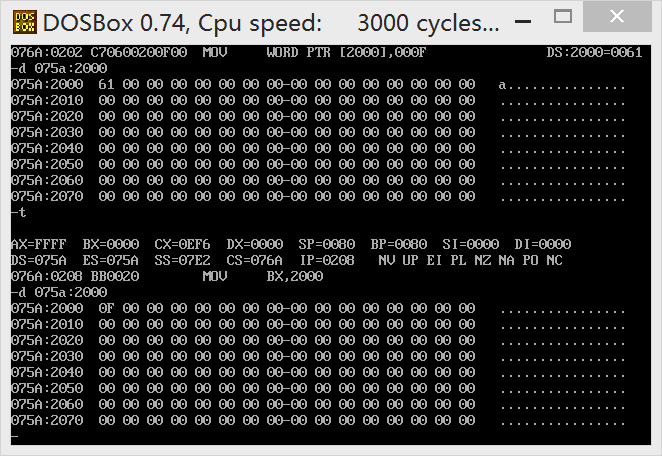 DOS BOX DOSBox 0.74, Cpu speed: 3000 cycles...
076A:0202 C70600200F00 MOV WORD PTR [2000],000F DS:2000=0061
-d 075a:2000
075A:2000 61 00 00 00 00 00 00 00-00 00 00 00 00 00 00 00 a...............
075A:2010 00 00 00 00 00 00 00 00-00 00 00 00 00 00 00 00 ................
075A:2020 00 00 00 00 00 00 00 00-00 00 00 00 00 00 00 00 ................
075A:2030 00 00 00 00 00 00 00 00-00 00 00 00 00 00 00 00 ................
075A:2040 00 00 00 00 00 00 00 00-00 00 00 00 00 00 00 00 ................
075A:2050 00 00 00 00 00 00 00 00-00 00 00 00 00 00 00 00 ................
075A:2060 00 00 00 00 00 00 00 00-00 00 00 00 00 00 00 00 ................
075A:2070 00 00 00 00 00 00 00 00-00 00 00 00 00 00 00 00 ................
-t
AX=FFFF BX=0000 CX=0EF6 DX=0000 SP=0080 BP=0080 SI=0000 DI=0000
DS=075A ES=075A SS=07E2 CS=076A IP=0208 NV UP EI PL NZ NA PO NC
076A:0208 BB0020 MOV BX,2000
-d 075a:2000
075A:2000 0F 00 00 00 00 00 00 00-00 00 00 00 00 00 00 00 ................
075A:2010 00 00 00 00 00 00 00 00-00 00 00 00 00 00 00 00 ................
075A:2020 00 00 00 00 00 00 00 00-00 00 00 00 00 00 00 00 ................
075A:2030 00 00 00 00 00 00 00 00-00 00 00 00 00 00 00 00 ................
075A:2040 00 00 00 00 00 00 00 00-00 00 00 00 00 00 00 00 ................
075A:2050 00 00 00 00 00 00 00 00-00 00 00 00 00 00 00 00 ................
075A:2060 00 00 00 00 00 00 00 00-00 00 00 00 00 00 00 00 ................
075A:2070 00 00 00 00 00 00 00 00-00 00 00 00 00 00 00 00 ................
-